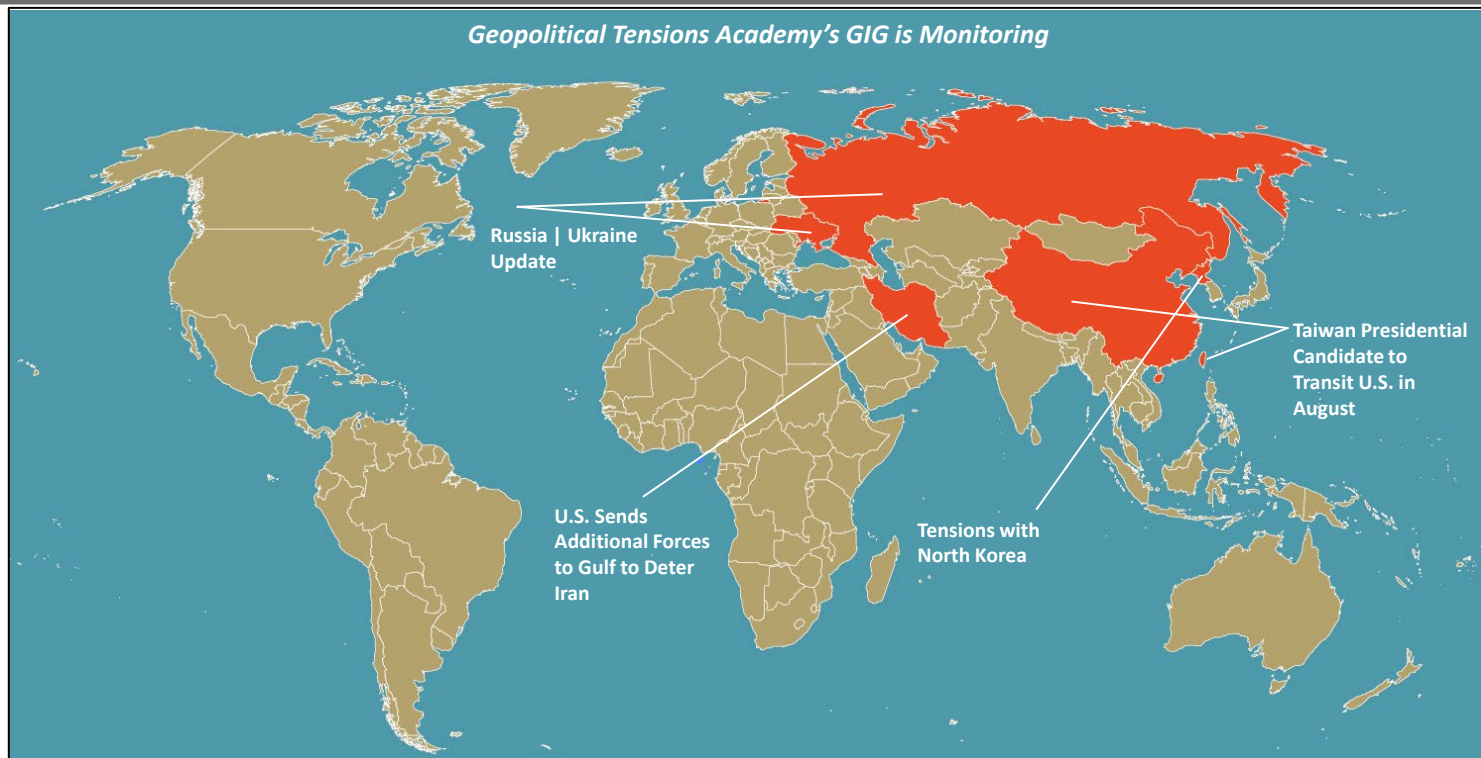 Geopolitical Tensions Academy’s GIG is Monitoring
Russia | Ukraine
Update
Taiwan Presidential
Candidate to
Transit U.S. in
August
U.S. Sends
Additional Forces
to Gulf to Deter
Iran
Tensions with
North Korea